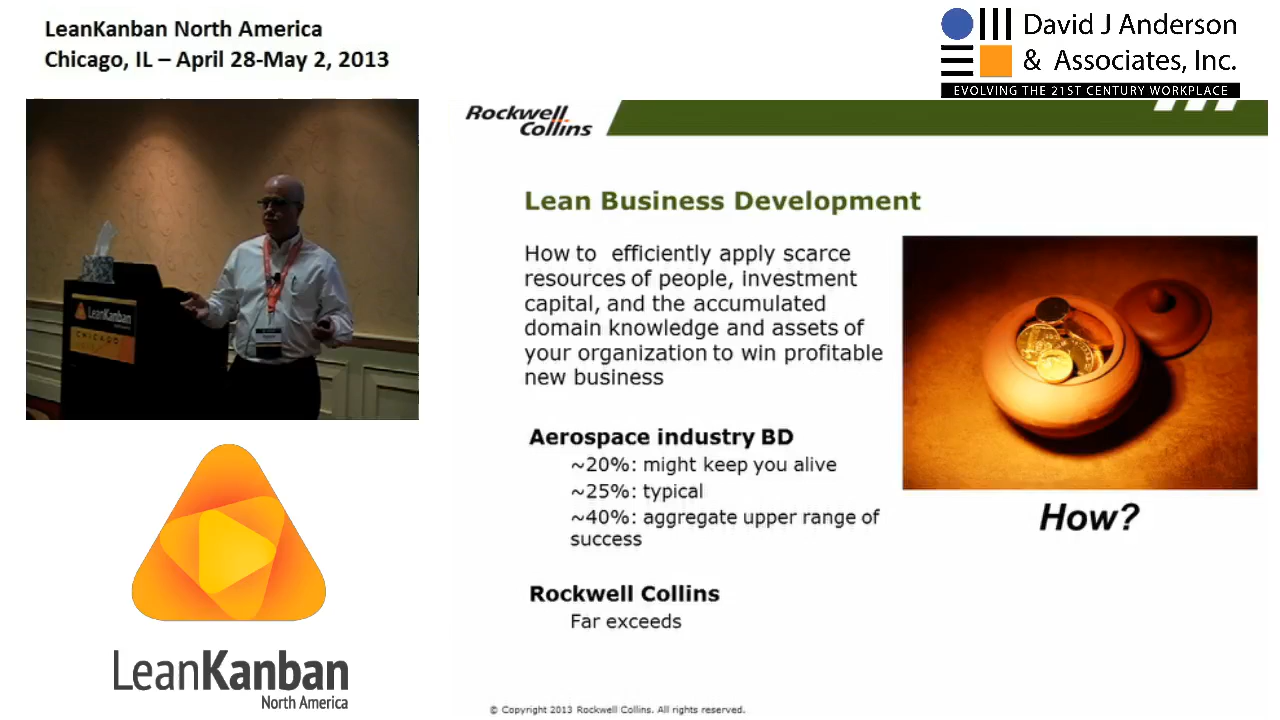 LeanKanban North America
Chicago, IL – April 28-May 2, 2013
David J Anderson
& Associates, Inc.
EVOLVING THE 21ST CENTURY WORKPLACE
Rockwell
Collins
Lean Business Development
How to efficiently apply scarce
resources of people, investment
capital, and the accumulated
domain knowledge and assets of
your organization to win profitable
new business
Aerospace industry BD
~20%: might keep you alive
~25%: typical
~40%: aggregate upper range of
success
Rockwell Collins
Far exceeds
How?
© Copyright 2013 Rockwell Collins. All rights reserved.
LeanKanban
CHICAGO
LeanKanban
North America